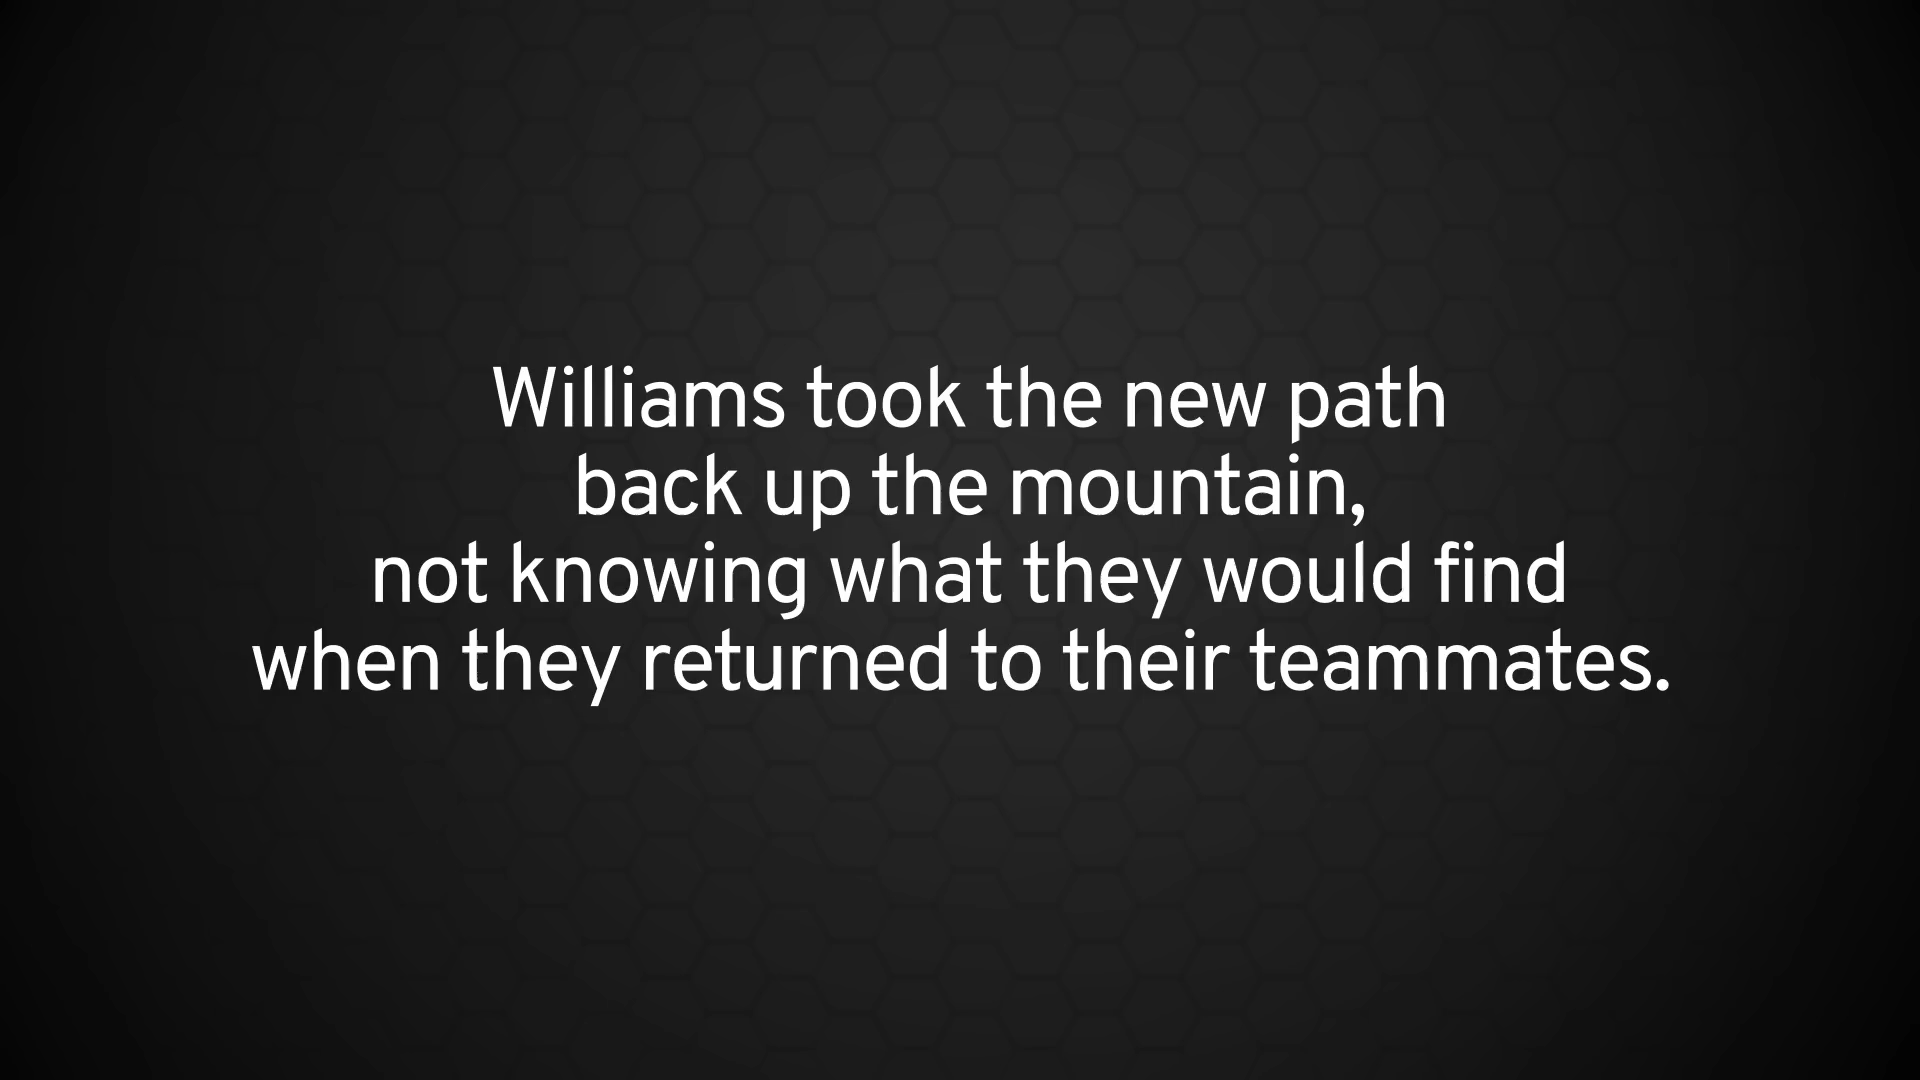 Williams took the new path
back up the mountain,
not knowing what they would find
when they returned to their teammates.